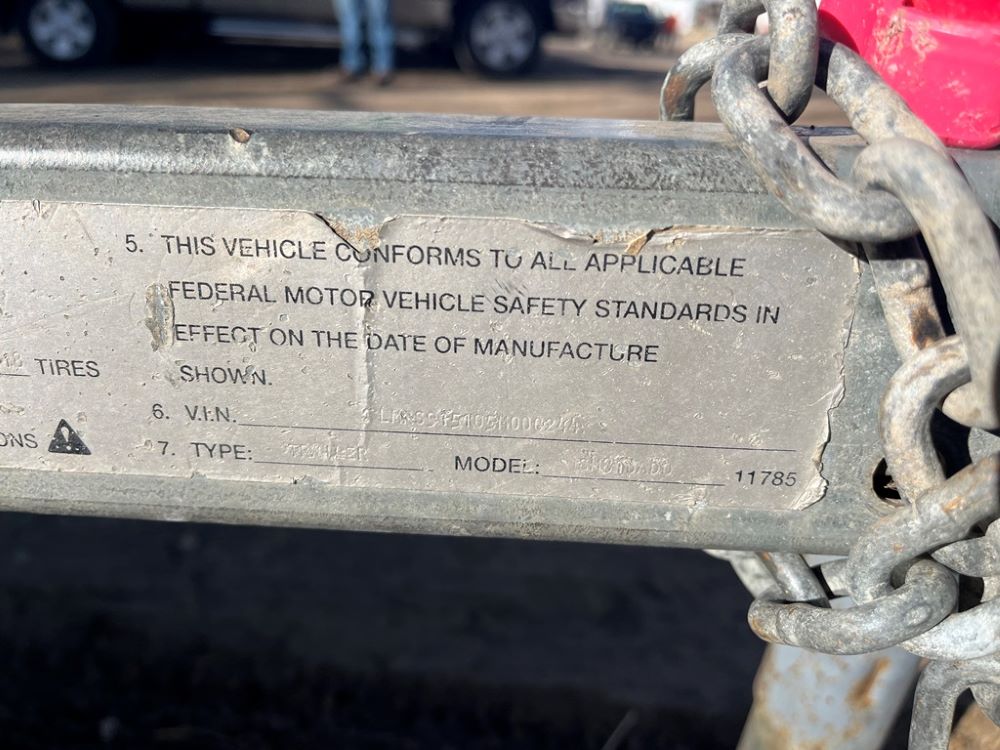 5. THIS VEHICLE CONFORMS TO ALL APPLICABLE
FEDERAL MOTOR VEHICLE SAFETY STANDARDS IN
EFFECT ON THE DATE OF MANUFACTURE
SHOWN.
TIRES
6. V.I.N.
7. TYPE: TRAILER MODEL: 11785